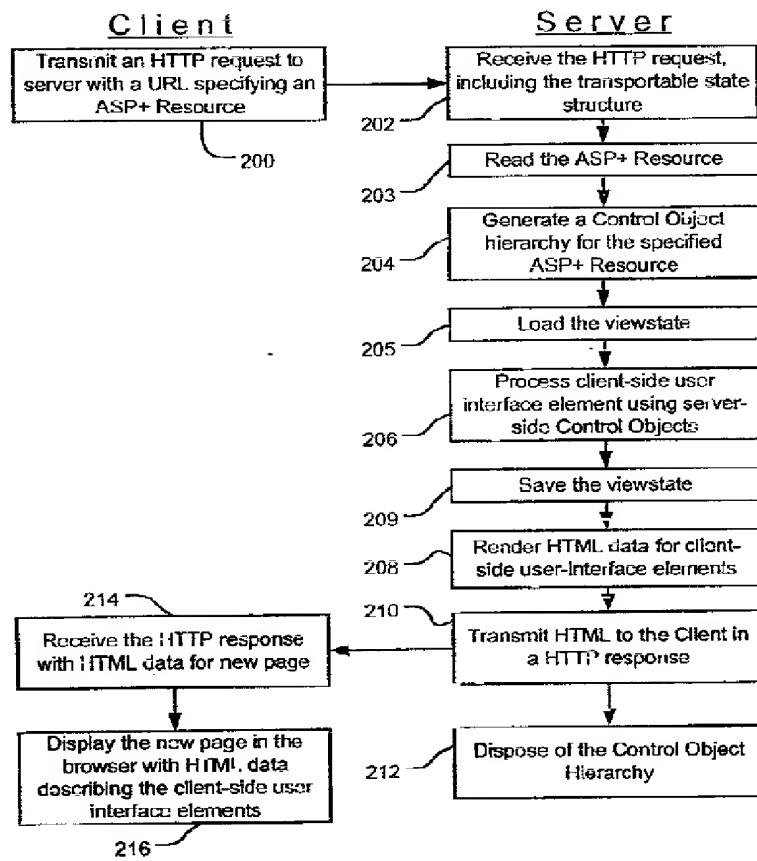 Client
Server
Transmit an HTTP request to
server with a URL specifying an
ASP+ Resource
200
Receive the HTTP request,
including the transportable state
structure
202
Read the ASP+ Resource
203
Generate a Control Object
hierarchy for the specified
ASP+ Resource
204
Load the viewstate
205
Process client-side user
interface element using server-
side Control Objects
206
Save the viewstate
209
Render HTML data for client-
side user-interface elements
208
210
Transmit HTML to the Client in
a HTTP response
214
Receive the HTTP response
with HTML data for new page
Display the new page in the
browser with HTML data
describing the client-side user
interface elements
216
Dispose of the Control Object
Hierarchy
212